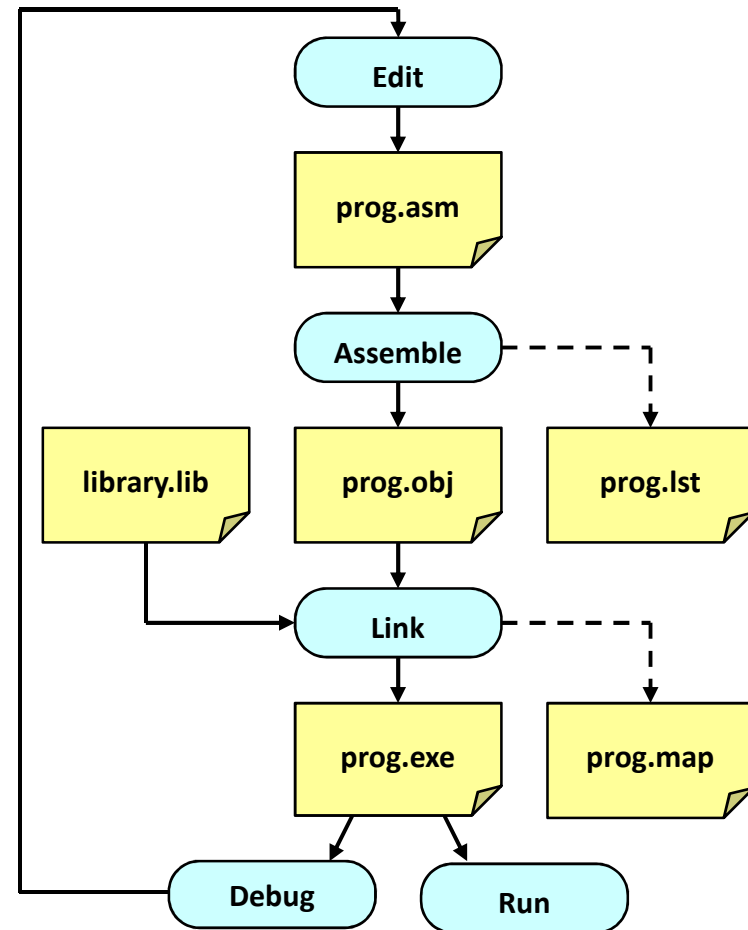 Edit
prog.asm
Assemble
library.lib
prog.obj
prog.lst
Link
prog.exe
prog.map
Debug
Run